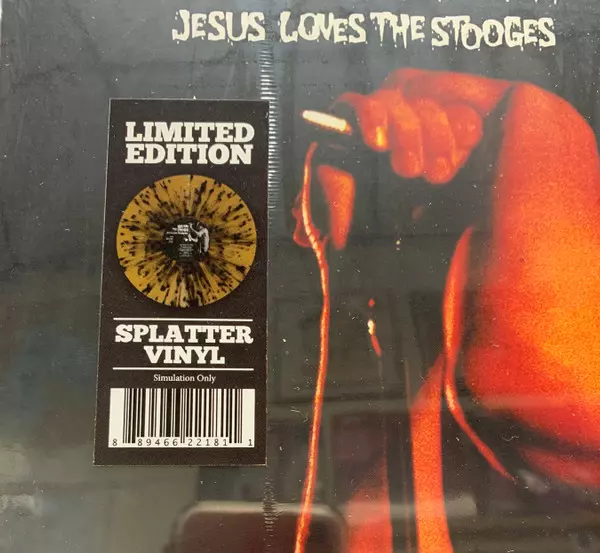 JESUS LOVES THE STOOGES
LIMITED
EDITION
SPLATTER
VINYL
Simulation Only
8 89466 22181 1